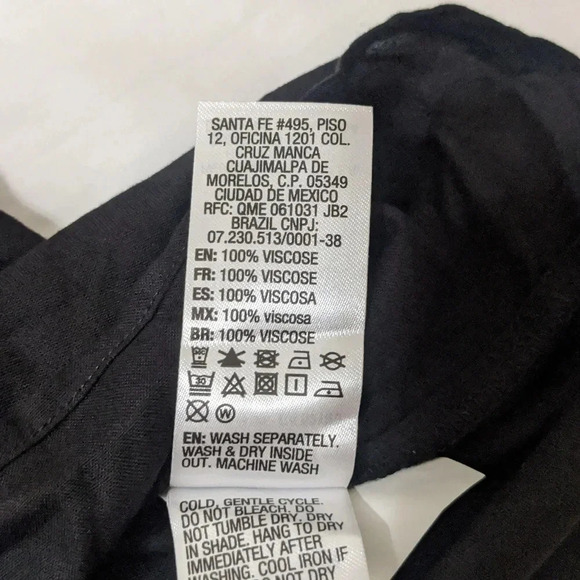 SANTA FE #495, PISO
12, OFICINA 1201 COL.
CRUZ MANCA
CUAJIMALPA DE
MORELOS, C.P. 05349
CIUDAD DE MEXICO
RFC: QME 061031 JB2
BRAZIL CNPJ:
07.230.513/0001-38
EN: 100% VISCOSE
FR: 100% VISCOSE
ES: 100% VISCOSA
MX: 100% viscosa
BR: 100% VISCOSE
30
W
EN: WASH SEPARATELY.
WASH & DRY INSIDE
OUT. MACHINE WASH
COLD, GENTLE CYCLE.
DO NOT BLEACH. DO
NOT TUMBLE DRY. DRY
IN SHADE. HANG TO DRY
IMMEDIATELY AFTER
WASHING. COOL IRON IF